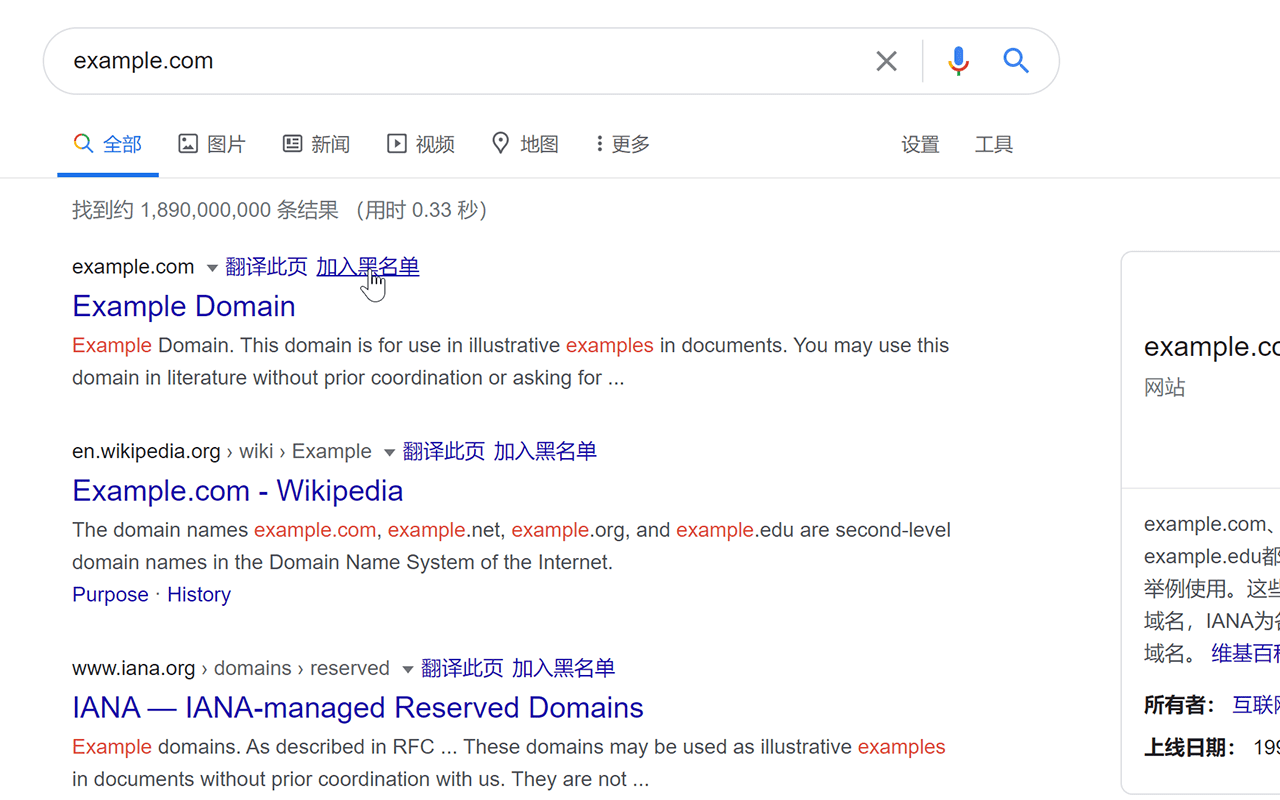 example.com
全部 图片 新闻 视频 地图 更多 设置 工具
找到约 1,890,000,000 条结果 （用时 0.33 秒）
example.com 翻译此页 加入黑名单
Example Domain
Example Domain. This domain is for use in illustrative examples in documents. You may use this
domain in literature without prior coordination or asking for ...
en.wikipedia.org › wiki › Example 翻译此页 加入黑名单
Example.com - Wikipedia
The domain names example.com, example.net, example.org, and example.edu are second-level
domain names in the Domain Name System of the Internet.
Purpose · History
www.iana.org › domains › reserved 翻译此页 加入黑名单
IANA — IANA-managed Reserved Domains
Example domains. As described in RFC ... These domains may be used as illustrative examples
in documents without prior coordination with us. They are not ...
example.co
网站
example.com、
example.edu都
举例使用。这些
域名，IANA为各
域名。 维基百科
所有者： 互联网
上线日期： 199